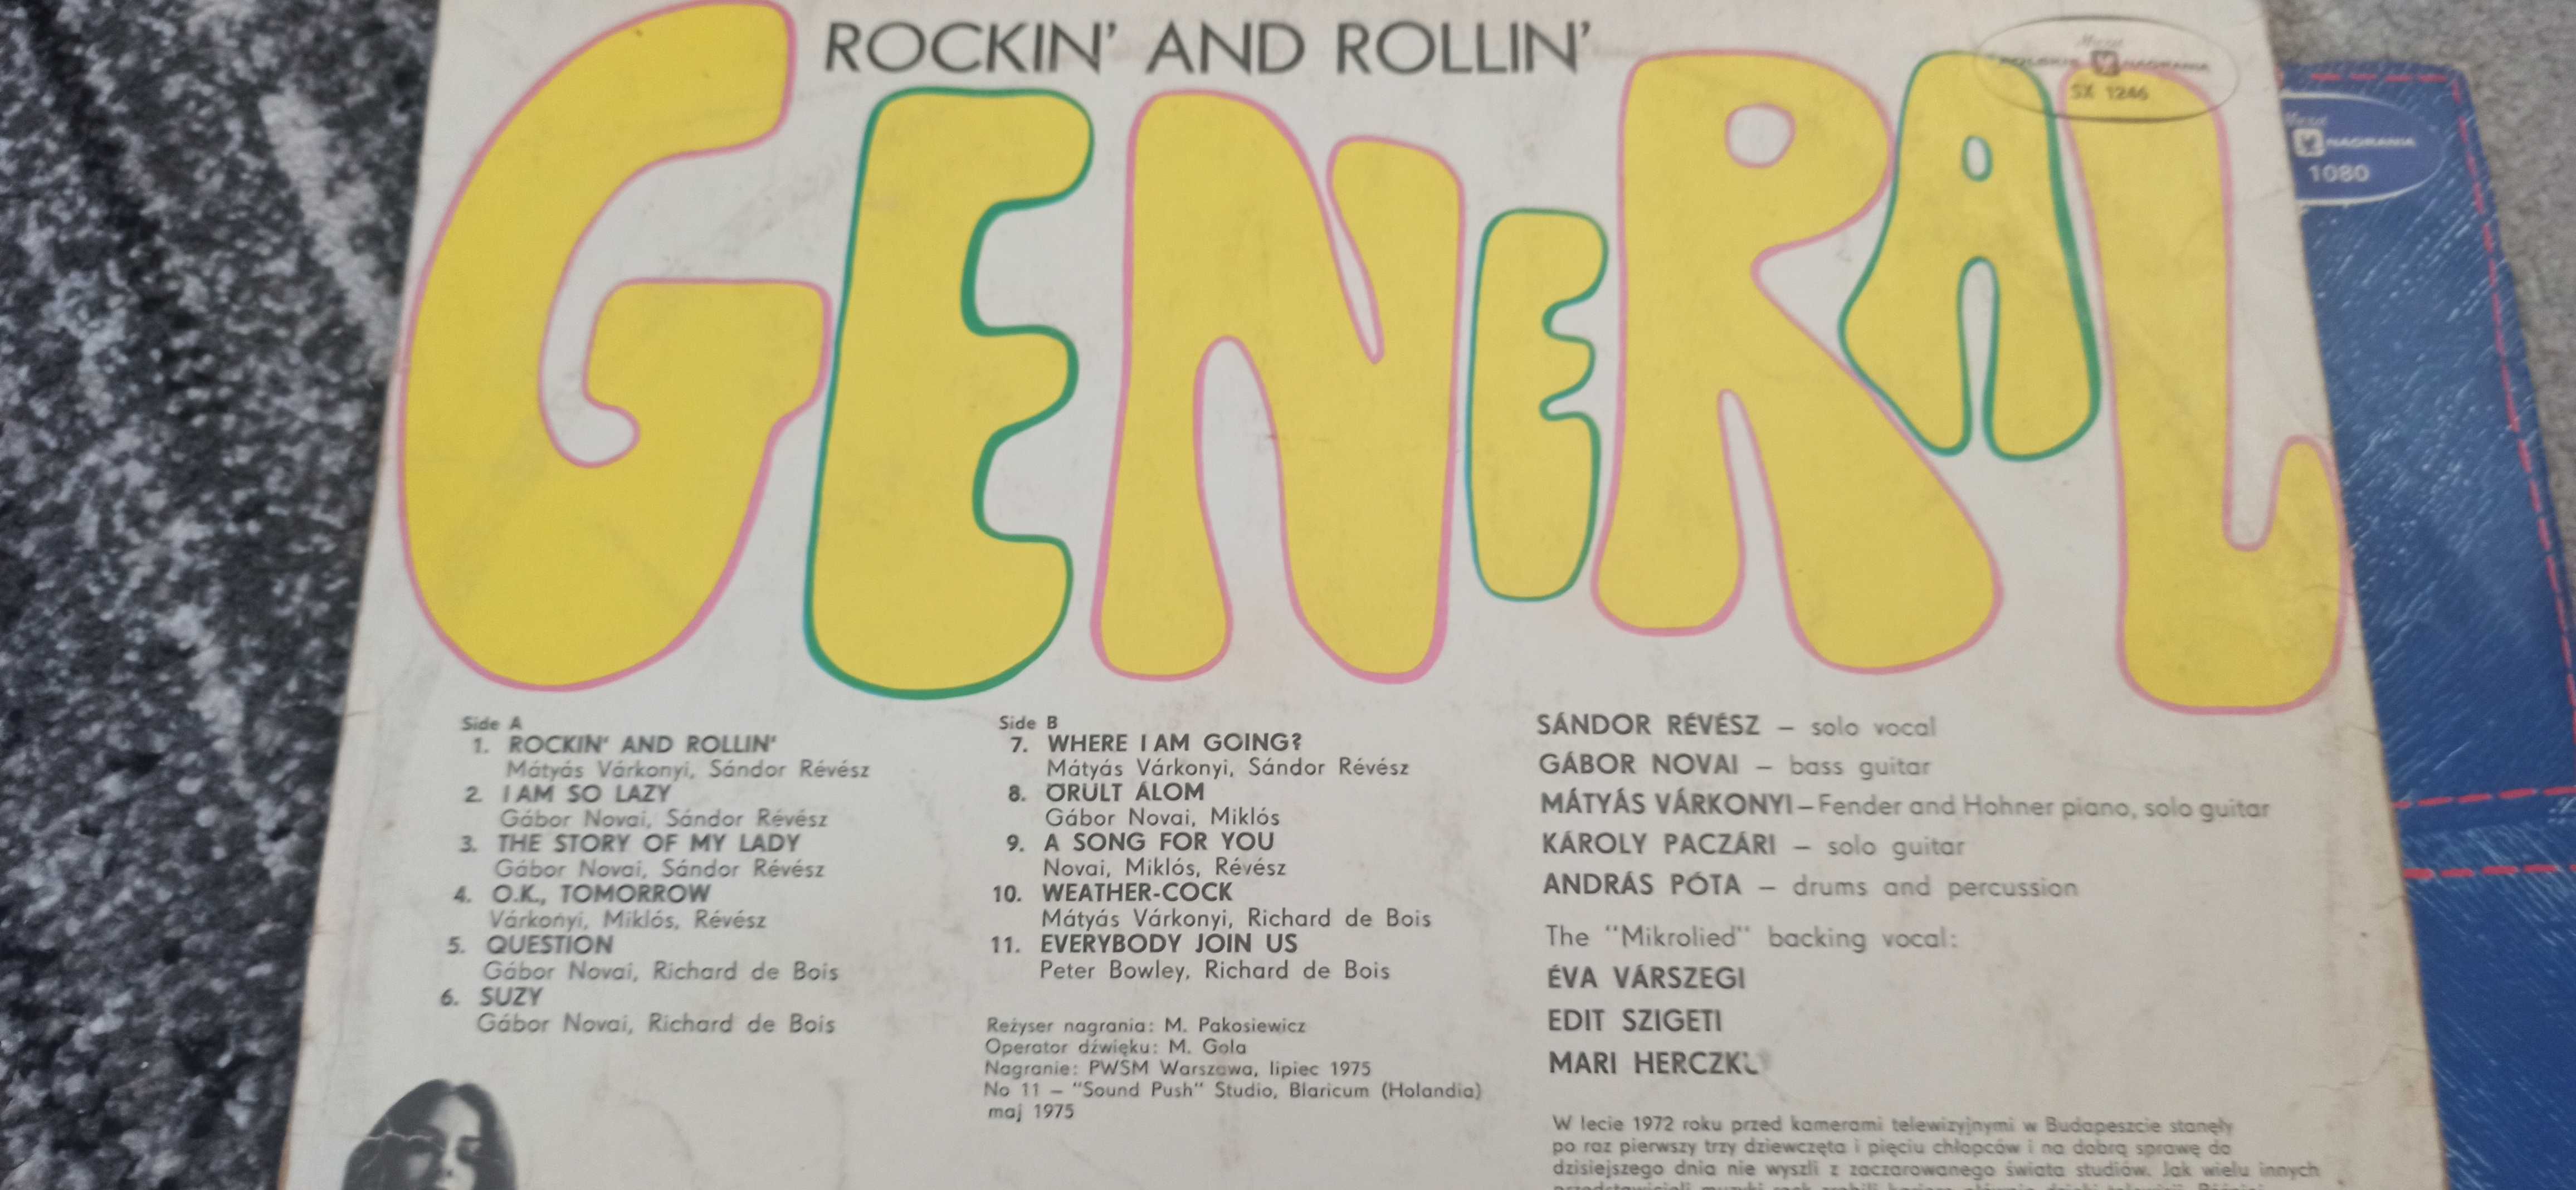 ROCKIN' AND ROLLIN'
GENERAL
Muza
POLSKIE NAGRANIA
SX 1246
Muza
NAGRANIA
1080
Side A
1. ROCKIN' AND ROLLIN'
Mátyás Várkonyi, Sándor Révész
2. I AM SO LAZY
Gábor Novai, Sándor Révész
3. THE STORY OF MY LADY
Gábor Novai, Sándor Révész
4. O.K., TOMORROW
Várkonyi, Miklós, Révész
5. QUESTION
Gábor Novai, Richard de Bois
6. SUZY
Gábor Novai, Richard de Bois
Side B
7. WHERE I AM GOING?
Mátyás Várkonyi, Sándor Révész
8. ORULT ÁLOM
Gábor Novai, Miklós
9. A SONG FOR YOU
Novai, Miklós, Révész
10. WEATHER-COCK
Mátyás Várkonyi, Richard de Bois
11. EVERYBODY JOIN US
Peter Bowley, Richard de Bois
Reżyser nagrania: M. Pakosiewicz
Operator dźwięku: M. Gola
Nagranie: PWSM Warszawa, lipiec 1975
No 11 – "Sound Push" Studio, Blaricum (Holandia)
maj 1975
SÁNDOR RÉVÉSZ – solo vocal
GÁBOR NOVAI – bass guitar
MÁTYÁS VÁRKONYI – Fender and Hohner piano, solo guitar
KÁROLY PACZÁRI – solo guitar
ANDRÁS PÓTA – drums and percussion
The "Mikrolied" backing vocal:
ÉVA VÁRSZEGI
EDIT SZIGETI
MARI
W lecie 1972 roku przed kamerami telewizyjnymi w Budapeszcie stanęły
po raz pierwszy trzy dziewczęta i pięciu chłopców i na dobrą sprawę do
dzisiejszego dnia nie wyszli z zaczarowanego świata studiów. Jak wielu innych